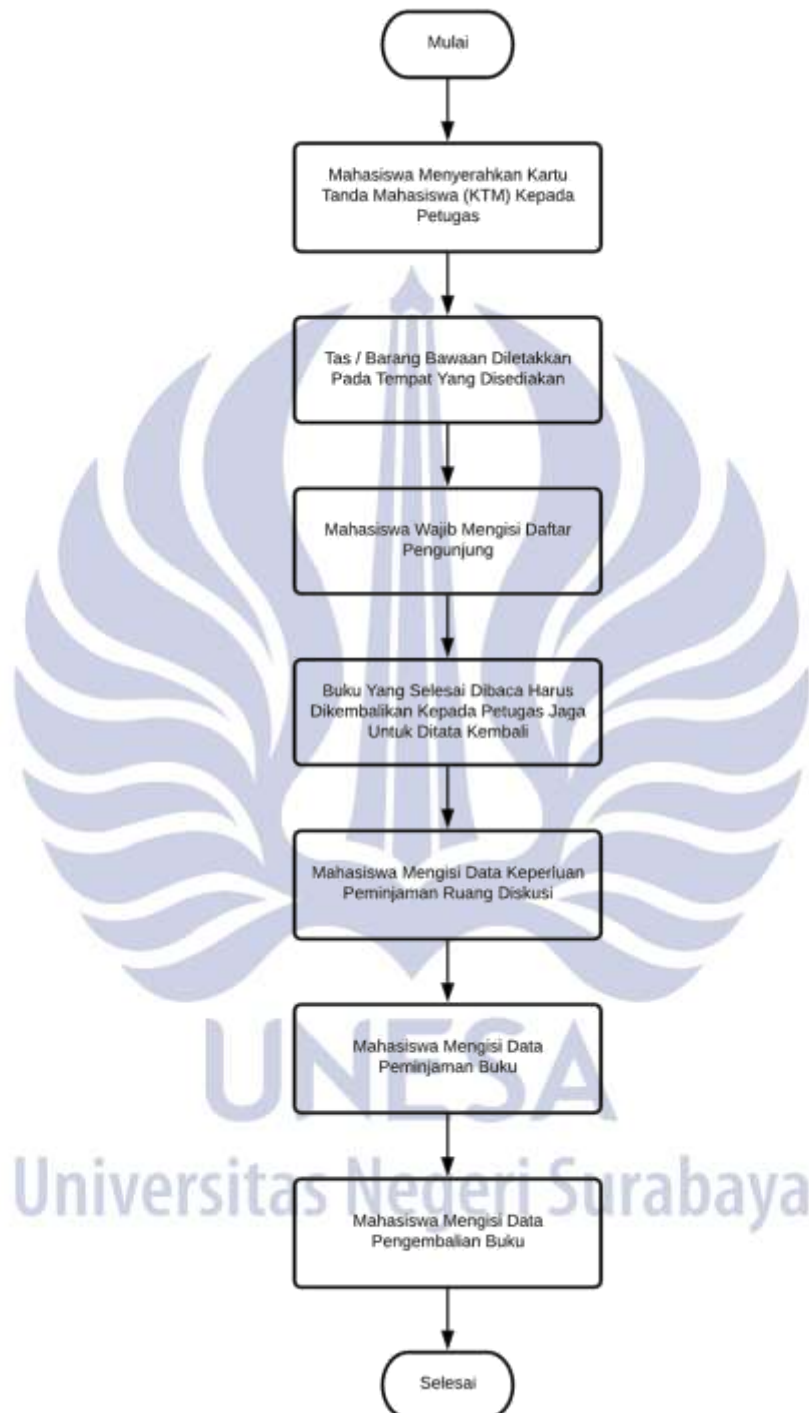 Mulai
Mahasiswa Menyerahkan Kartu
Tanda Mahasiswa (KTM) Kepada
Petugas
Tas / Barang Bawaan Diletakkan
Pada Tempat Yang Disediakan
Mahasiswa Wajib Mengisi Daftar
Pengunjung
Buku Yang Selesai Dibaca Harus
Dikembalikan Kepada Petugas Jaga
Untuk Ditata Kembali
Mahasiswa Mengisi Data Keperluan
Peminjaman Ruang Diskusi
UNESA
Mahasiswa Mengisi Data
Peminjaman Buku
Universitas Negeri Surabaya
Mahasiswa Mengisi Data
Pengembalian Buku
Selesai